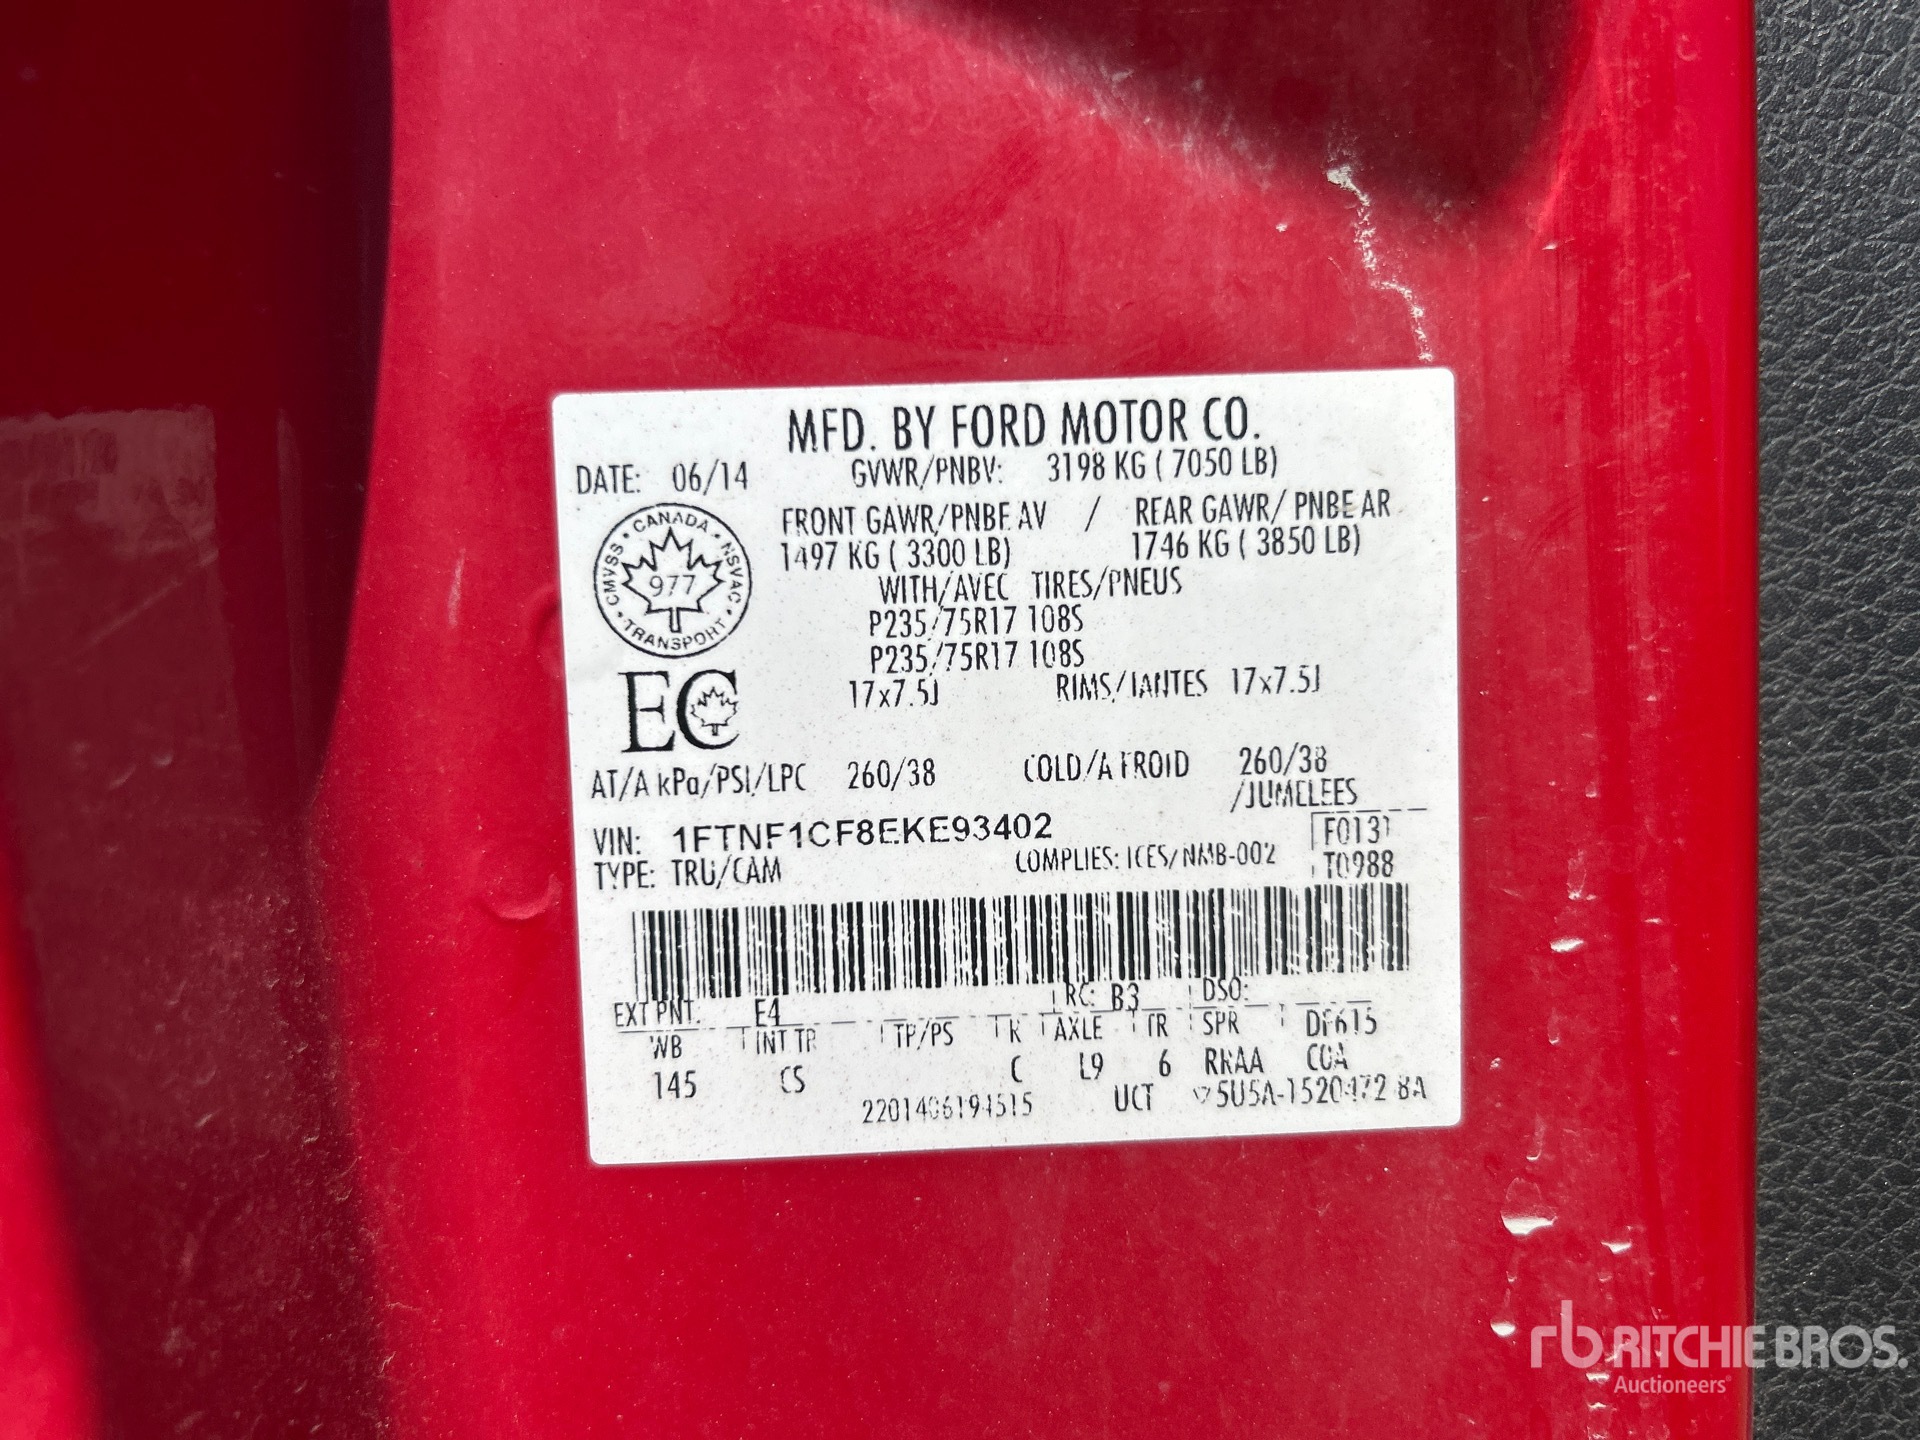 MFD. BY FORD MOTOR CO.
DATE: 06/14 GVWR/PNBV: 3198 KG ( 7050 LB)
FRONT GAWR/PNBE AV / REAR GAWR/ PNBE AR
1497 KG ( 3300 LB) 1746 KG ( 3850 LB)
WITH/AVEC TIRES/PNEUS
P235/75R17 108S
P235/75R17 108S
17x7.5J RIMS/JANTES 17x7.5J
CANADA · NSVAC · TRANSPORT · CMVSS ·
977
EC
AT/A kPa/PSI/LPC 260/38 COLD/A FROID 260/38
/JUMELEES
VIN: 1FTNF1CF8EKE93402 F0131
TYPE: TRU/CAM COMPLIES: ICES/NMB-002 T0988
EXT PNT: E4 RC: B3 DSO:
WB INT TR TP/PS R AXLE TR SPR DF615
145 CS C L9 6 RRAA COA
UCT 5U5A-1520472 BA
rb RITCHIE BROS.
Auctioneers